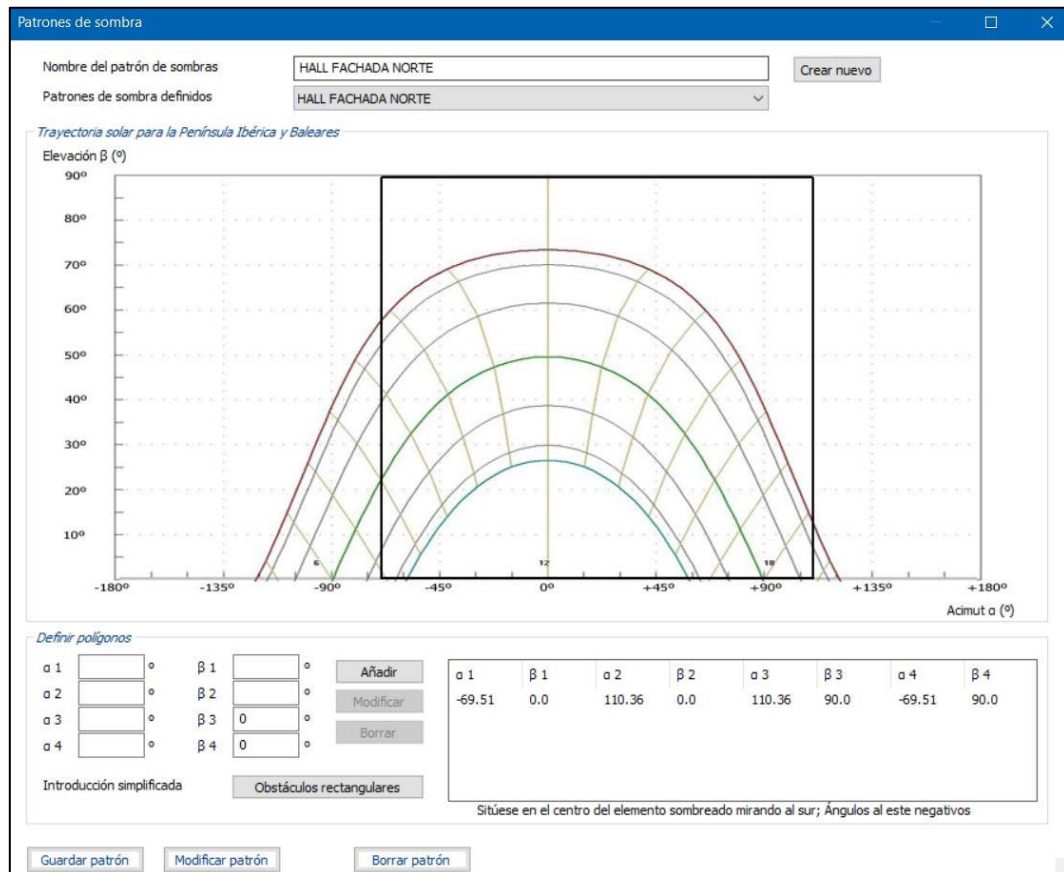 Patrones de sombra
Nombre del patrón de sombras HALL FACHADA NORTE Crear nuevo
Patrones de sombra definidos HALL FACHADA NORTE
Trayectoria solar para la Península Ibérica y Baleares
Elevación β (º)
90º
80º
70º
60º
50º
40º
30º
20º
10º
6 12 18
-180º -135º -90º -45º 0º +45º +90º +135º +180º
Acimut α (º)
Definir polígonos
α 1 º β 1 º Añadir
α 2 º β 2 º Modificar
α 3 º β 3 0 º Borrar
α 4 º β 4 0 º
α 1 β 1 α 2 β 2 α 3 β 3 α 4 β 4
-69.51 0.0 110.36 0.0 110.36 90.0 -69.51 90.0
Introducción simplificada Obstáculos rectangulares
Sitúese en el centro del elemento sombreado mirando al sur; Ángulos al este negativos
Guardar patrón Modificar patrón Borrar patrón